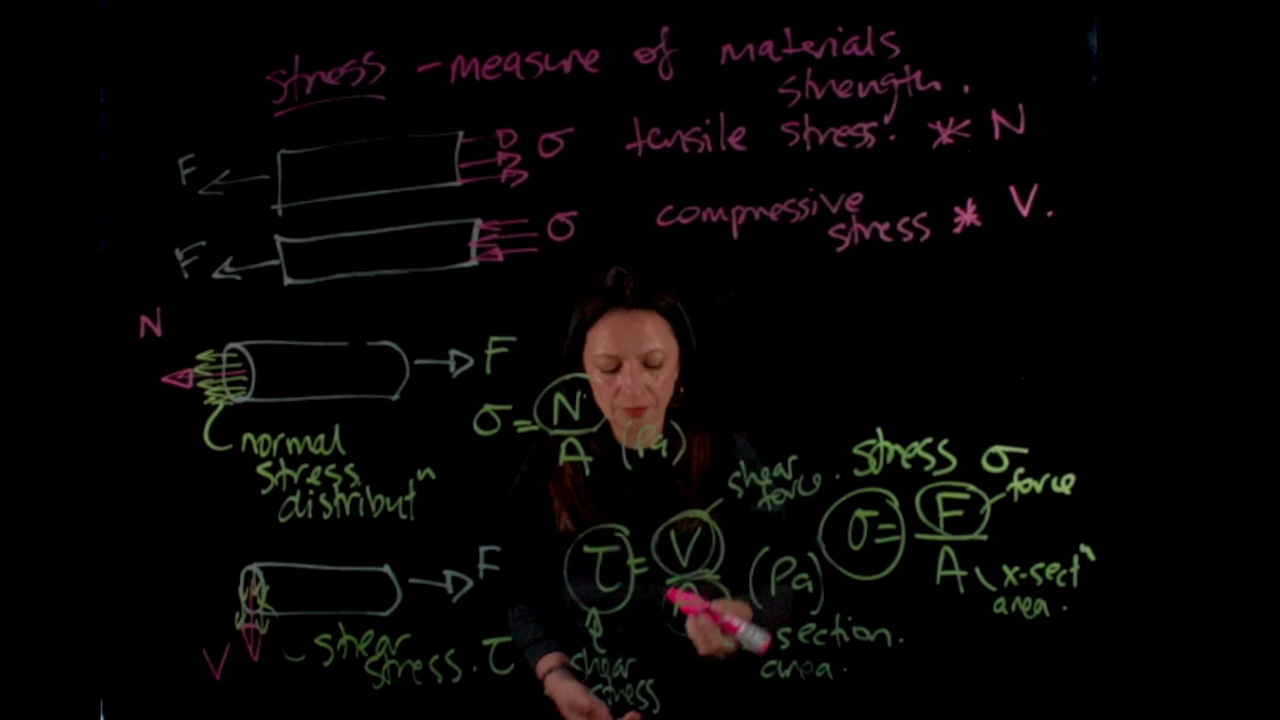 stress - measure of materials
strength.
F σ tensile stress. * N
F σ compressive
stress * V.
N
F
σ = N
A (Pa)
normal
stress
distributⁿ
stress σ
σ = F force
A x-sectⁿ
area.
F
shear
force.
τ = V (Pa)
V shear
stress. τ
shear
stress
section
area.